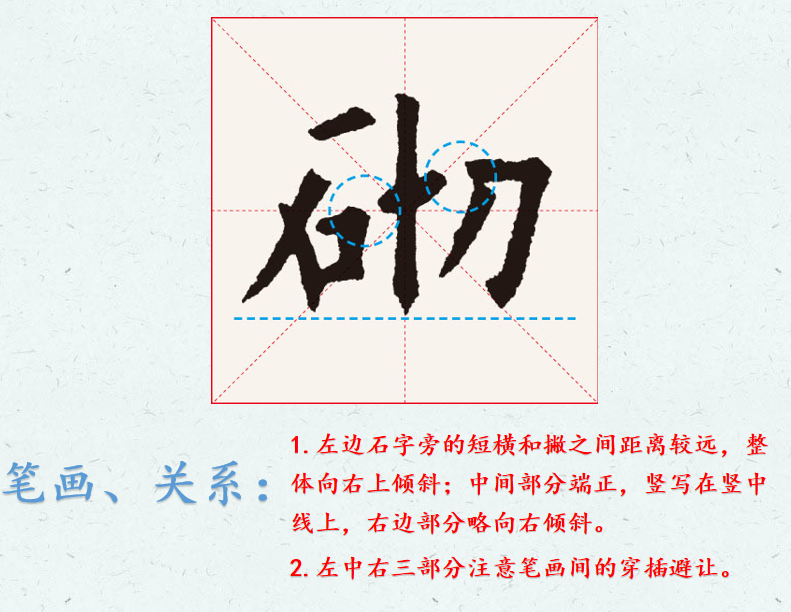 砌
笔画、关系：
1.左边石字旁的短横和撇之间距离较远，整
体向右上倾斜；中间部分端正，竖写在竖中
线上，右边部分略向右倾斜。
2.左中右三部分注意笔画间的穿插避让。